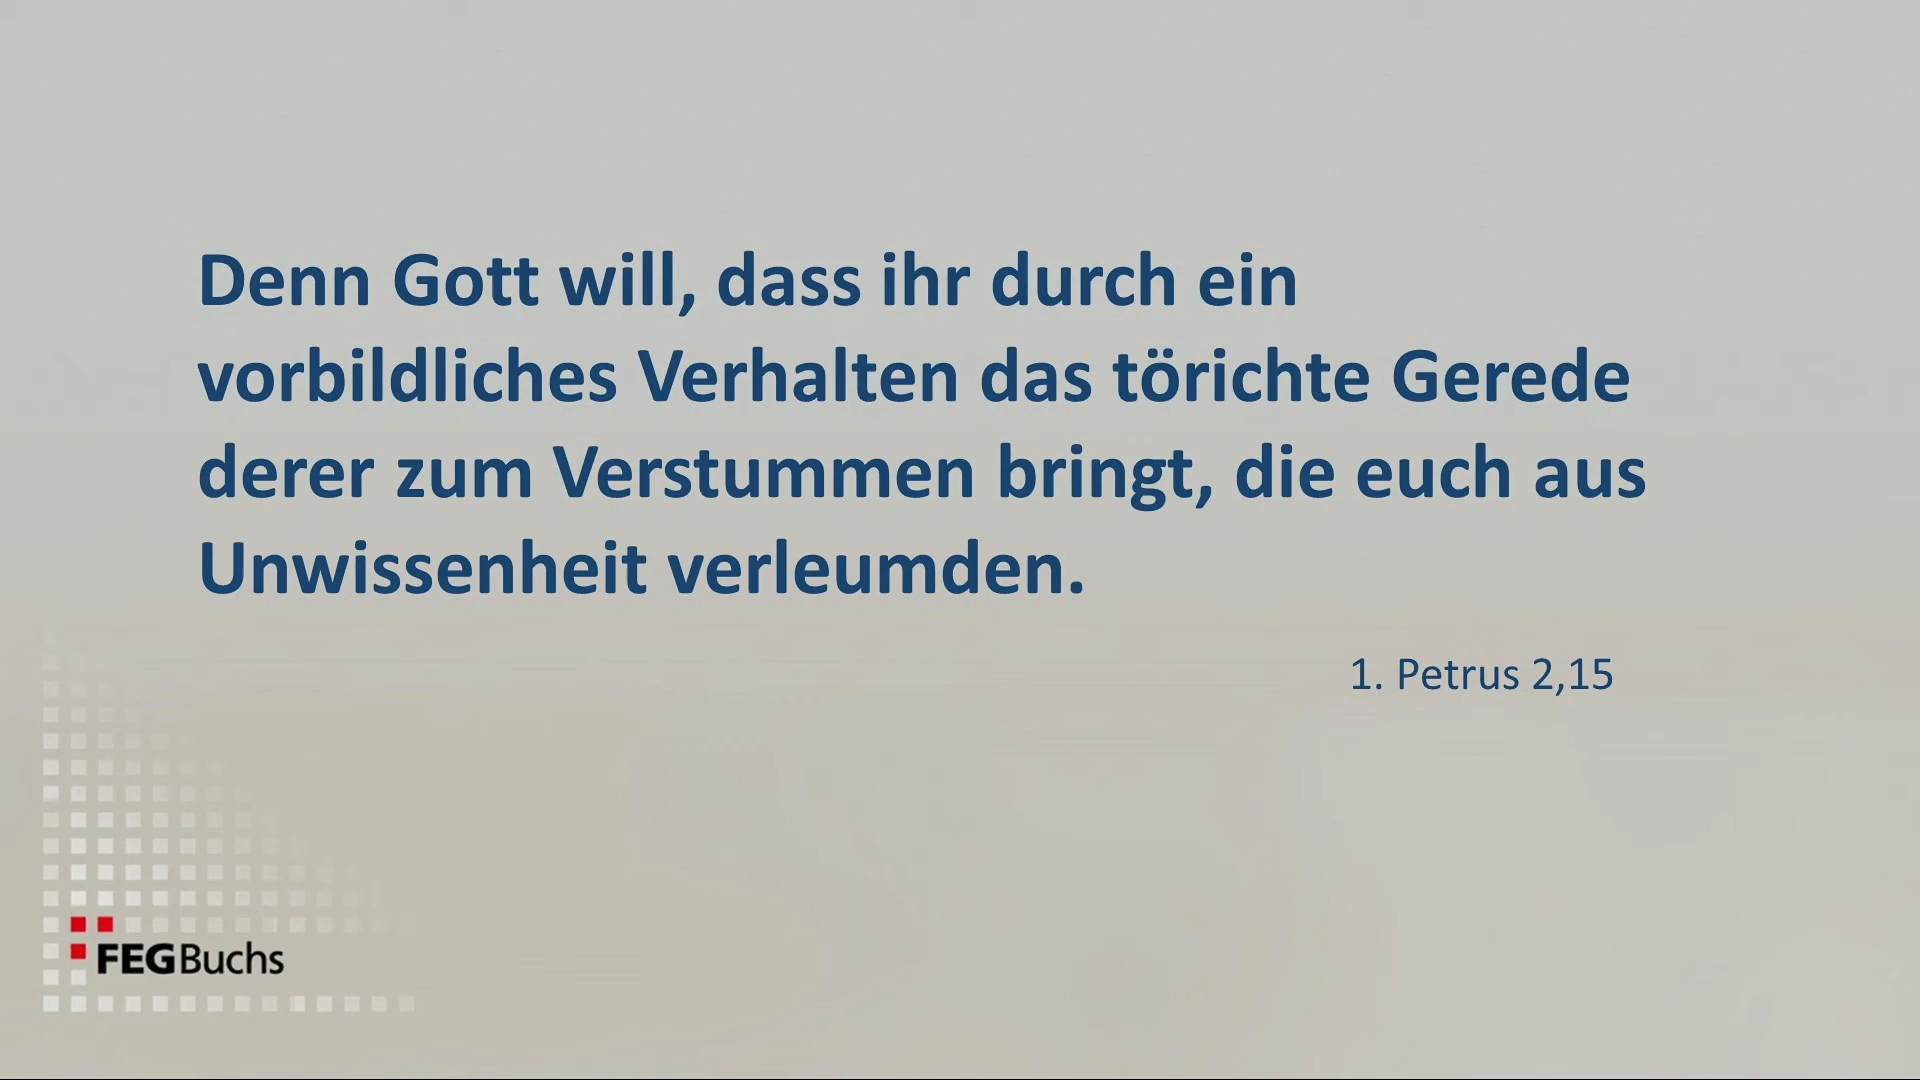 Denn Gott will, dass ihr durch ein
vorbildliches Verhalten das törichte Gerede
derer zum Verstummen bringt, die euch aus
Unwissenheit verleumden.
1. Petrus 2,15
FEGBuchs